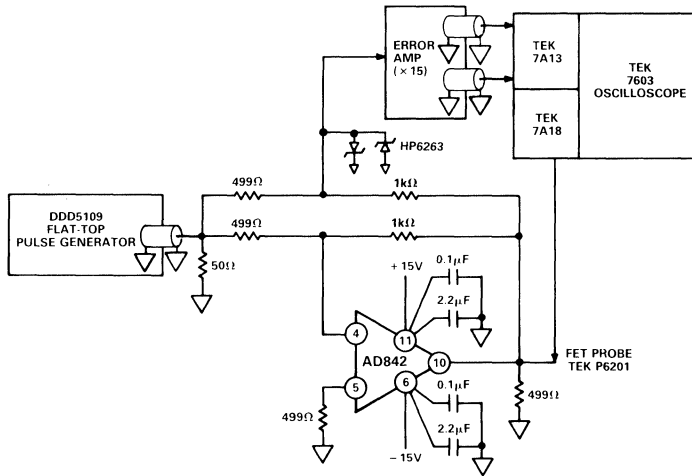 ERROR
AMP
(×15)
TEK
7A13
TEK
7603
OSCILLOSCOPE
TEK
7A18
HP6263
499Ω
1kΩ
DDD5109
FLAT-TOP
PULSE GENERATOR
499Ω
1kΩ
50Ω
+15V
0.1μF
2.2μF
4
11
AD842
10
5
6
FET PROBE
TEK P6201
0.1μF
499Ω
499Ω
2.2μF
−15V